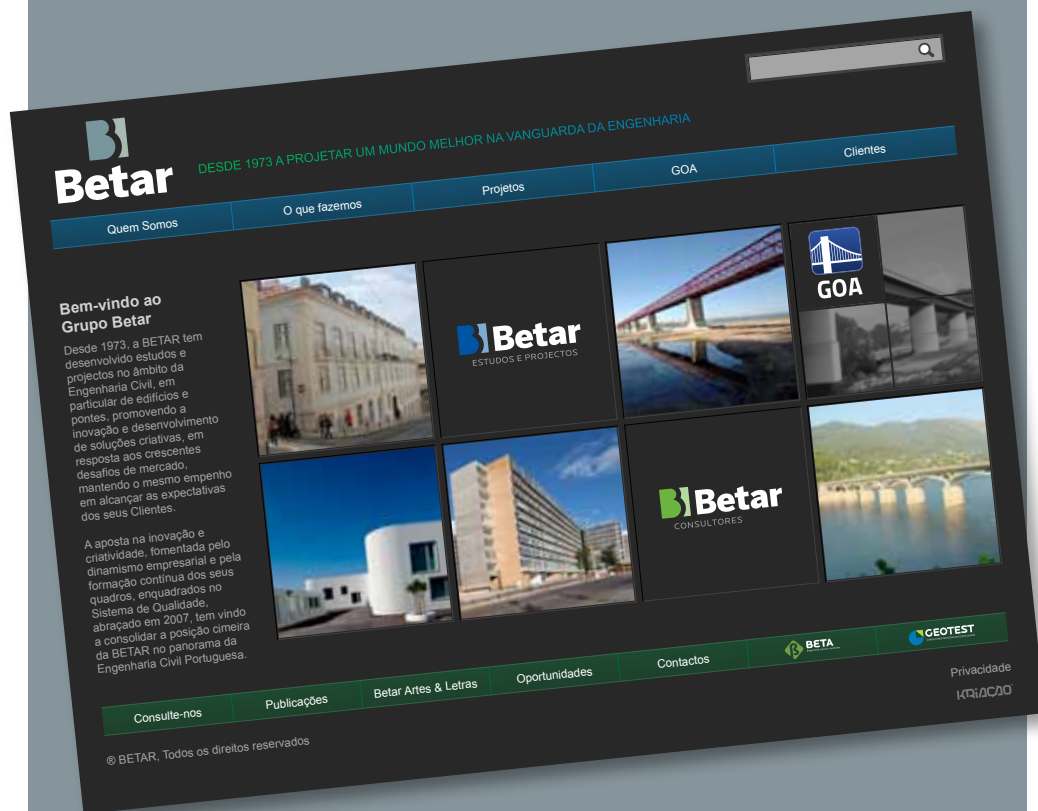 Betar
DESDE 1973 A PROJETAR UM MUNDO MELHOR NA VANGUARDA DA ENGENHARIA
Quem Somos
O que fazemos
Projetos
GOA
Clientes
Bem-vindo ao
Grupo Betar
Desde 1973, a BETAR tem
desenvolvido estudos e
projectos no âmbito da
Engenharia Civil, em
particular de edifícios e
pontes, promovendo a
inovação e desenvolvimento
de soluções criativas, em
resposta aos crescentes
desafios de mercado,
mantendo o mesmo empenho
em alcançar as expectativas
dos seus Clientes.
A aposta na inovação e
criatividade, fomentada pelo
dinamismo empresarial e pela
formação contínua dos seus
quadros, enquadrados no
Sistema de Qualidade,
abraçado em 2007, tem vindo
a consolidar a posição cimeira
da BETAR no panorama da
Engenharia Civil Portuguesa.
Betar
ESTUDOS E PROJECTOS
GOA
Betar
CONSULTORES
Consulte-nos
Publicações
Betar Artes & Letras
Oportunidades
Contactos
BETA
GEOTEST
Privacidade
KRIAÇÃO
® BETAR, Todos os direitos reservados